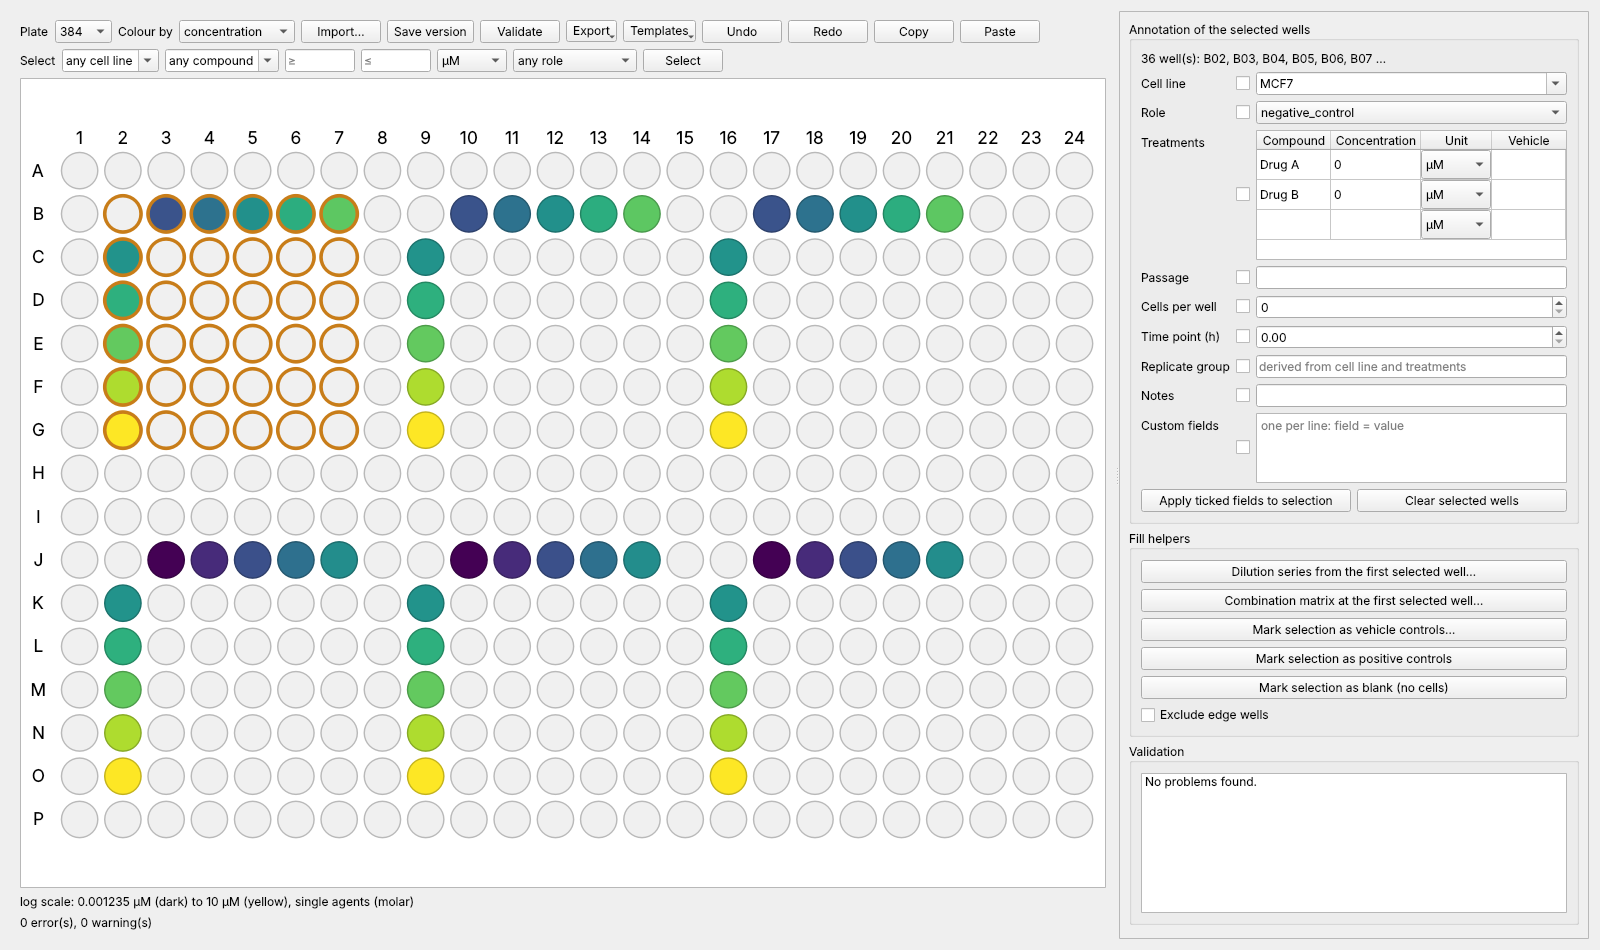 Plate 384 Colour by concentration Import... Save version Validate Export Templates Undo Redo Copy Paste
Select any cell line any compound ≥ ≤ µM any role Select
1 2 3 4 5 6 7 8 9 10 11 12 13 14 15 16 17 18 19 20 21 22 23 24
A
B
C
D
E
F
G
H
I
J
K
L
M
N
O
P
log scale: 0.001235 µM (dark) to 10 µM (yellow), single agents (molar)
0 error(s), 0 warning(s)
Annotation of the selected wells
36 well(s): B02, B03, B04, B05, B06, B07 ...
Cell line MCF7
Role negative_control
Treatments Compound Concentration Unit Vehicle
Drug A 0 µM
Drug B 0 µM
µM
Passage
Cells per well 0
Time point (h) 0.00
Replicate group derived from cell line and treatments
Notes
Custom fields one per line: field = value
Apply ticked fields to selection Clear selected wells
Fill helpers
Dilution series from the first selected well...
Combination matrix at the first selected well...
Mark selection as vehicle controls...
Mark selection as positive controls
Mark selection as blank (no cells)
Exclude edge wells
Validation
No problems found.